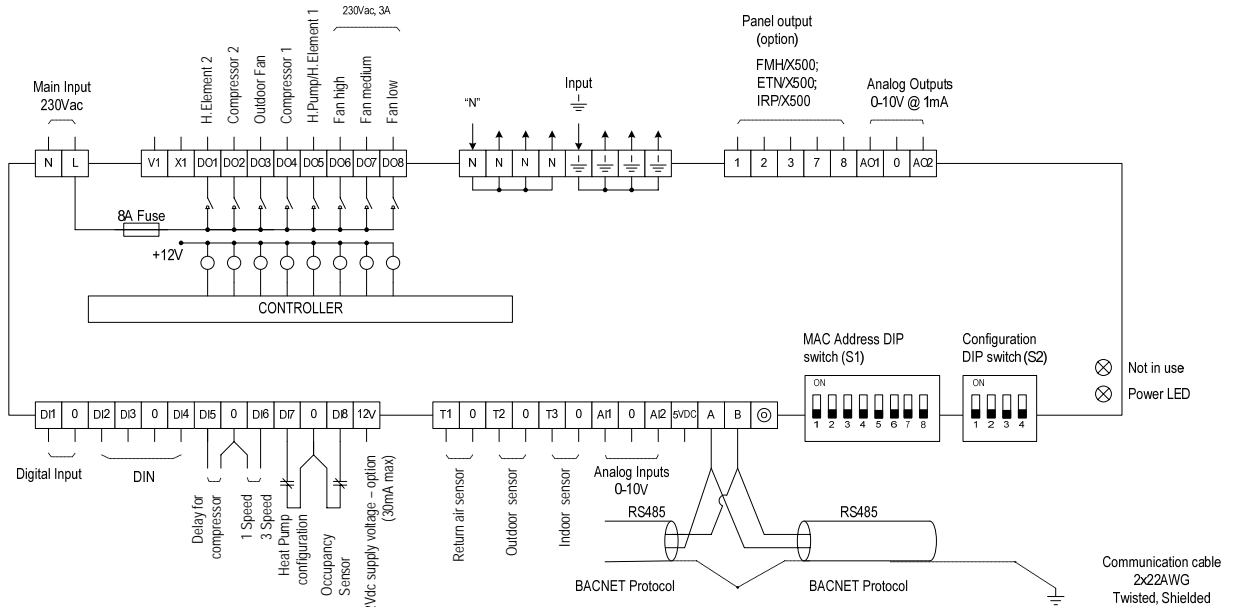 230Vac, 3A
Panel output
(option)
FMH/X500;
ETN/X500;
IRP/X500
Main Input
230Vac
H.Element 2
Compressor 2
Outdoor Fan
Compressor 1
H.Pump/H.Element 1
Fan high
Fan medium
Fan low
"N"
Input
Analog Outputs
0-10V @ 1mA
N L
V1 X1 DO1 DO2 DO3 DO4 DO5 DO6 DO7 DO8
N N N N
1 2 3 7 8 AO1 0 AO2
8A Fuse
+12V
CONTROLLER
MAC Address DIP
switch (S1)
ON
1 2 3 4 5 6 7 8
Configuration
DIP switch (S2)
ON
1 2 3 4
Not in use
Power LED
DI1 0 DI2 DI3 0 DI4 DI5 0 DI6 DI7 0 DI8 12V
T1 0 T2 0 T3 0 AI1 0 AI2 5VDC A B
Digital Input
DIN
Delay for
compressor
1 Speed
3 Speed
Heat Pump
configuration
Occupancy
Sensor
Vdc supply voltage – option
(30mA max)
Return air sensor
Outdoor sensor
Indoor sensor
Analog Inputs
0-10V
RS485
RS485
BACNET Protocol
BACNET Protocol
Communication cable
2x22AWG
Twisted, Shielded